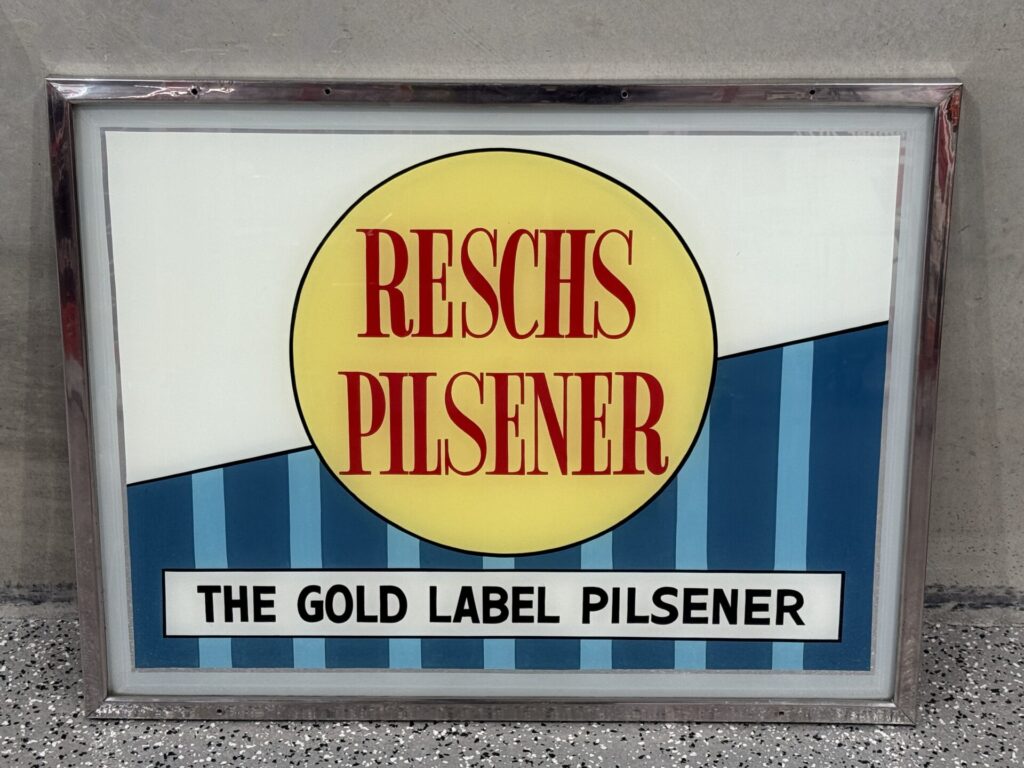 RESCHS
PILSENER
THE GOLD LABEL PILSENER